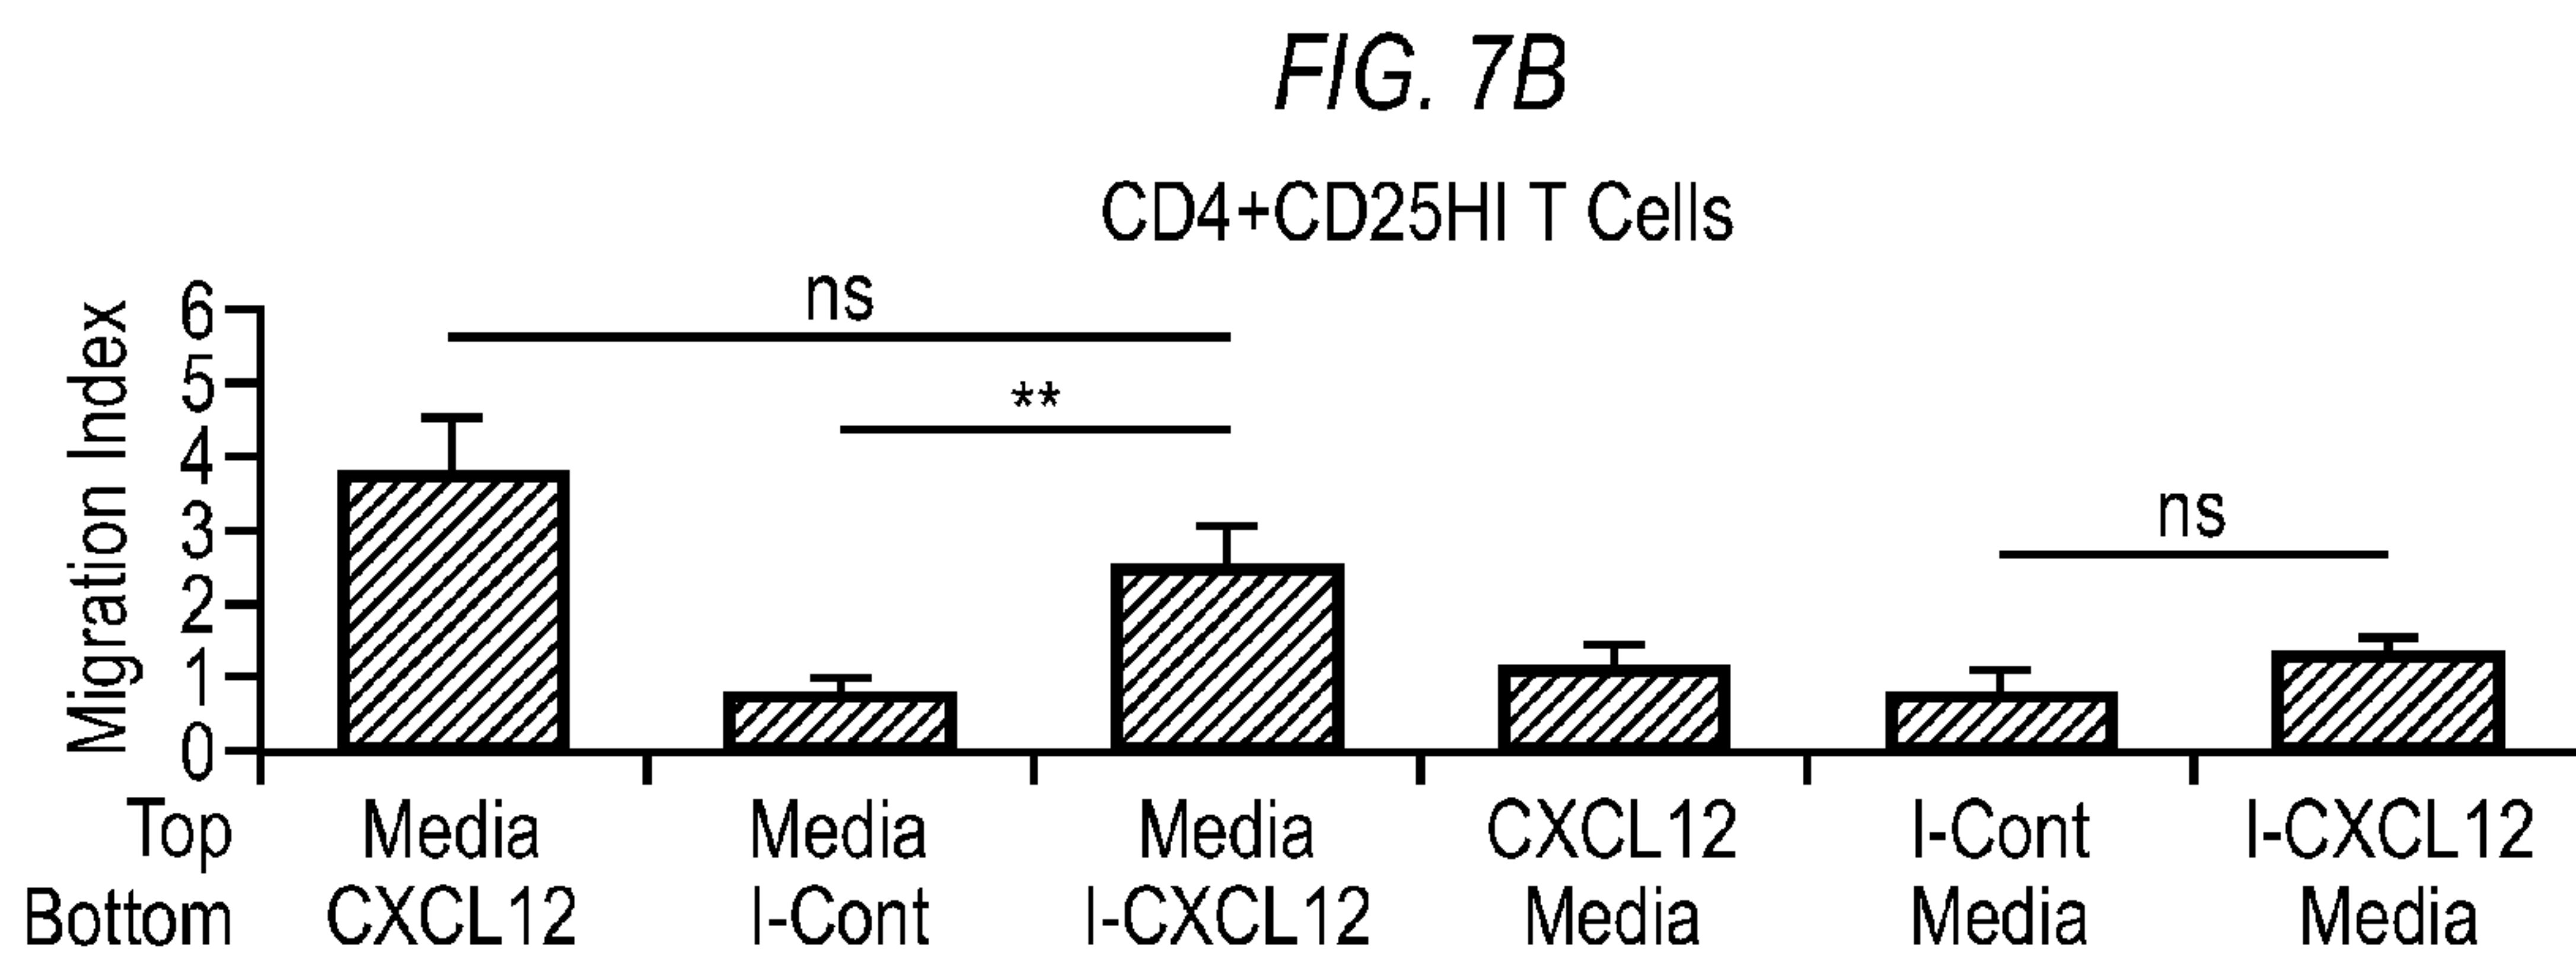 FIG. 7B
CD4+CD25HI T Cells
Migration Index
6
5
4
3
2
1
0
ns
**
ns
Top Media Media Media CXCL12 I-Cont I-CXCL12
Bottom CXCL12 I-Cont I-CXCL12 Media Media Media